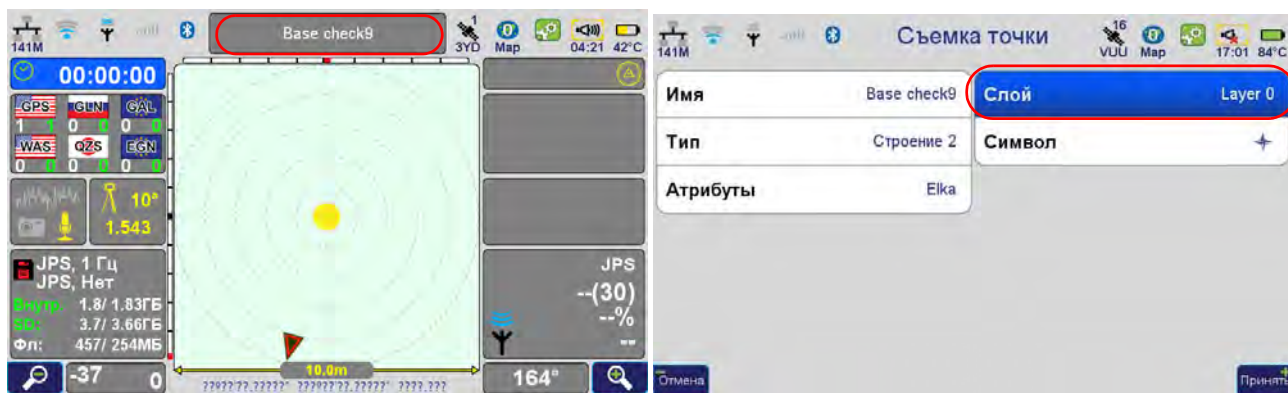 141M
Base check9
1
3YD
Map
04:21 42°C
00:00:00
GPS GLN GAL
1 1 0 0 0 0
WAS QZS EGN
0 0 0 0 0 0
10°
1.543
JPS, 1 Гц
JPS, Нет
Внутр: 1.8/ 1.83ГБ
SD: 3.7/ 3.66ГБ
Фл: 457/ 254МБ
JPS
--(30)
--%
--
-37 0
10.0m
164°
141M
Съемка точки
16
VUU
Map
17:01 84°C
Имя Base check9
Тип Строение 2
Атрибуты Elka
Слой Layer 0
Символ
Отмена
Принять